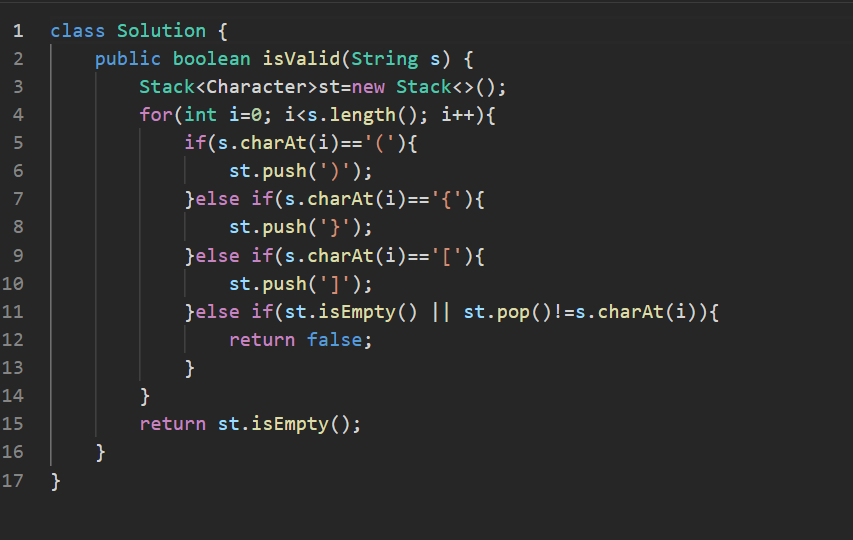 1 class Solution {
2     public boolean isValid(String s) {
3         Stack<Character>st=new Stack<>();
4         for(int i=0; i<s.length(); i++){
5             if(s.charAt(i)=='('){
6                 st.push(')');
7             }else if(s.charAt(i)=='{'){
8                 st.push('}');
9             }else if(s.charAt(i)=='['){
10                 st.push(']');
11             }else if(st.isEmpty() || st.pop()!=s.charAt(i)){
12                 return false;
13             }
14         }
15         return st.isEmpty();
16     }
17 }